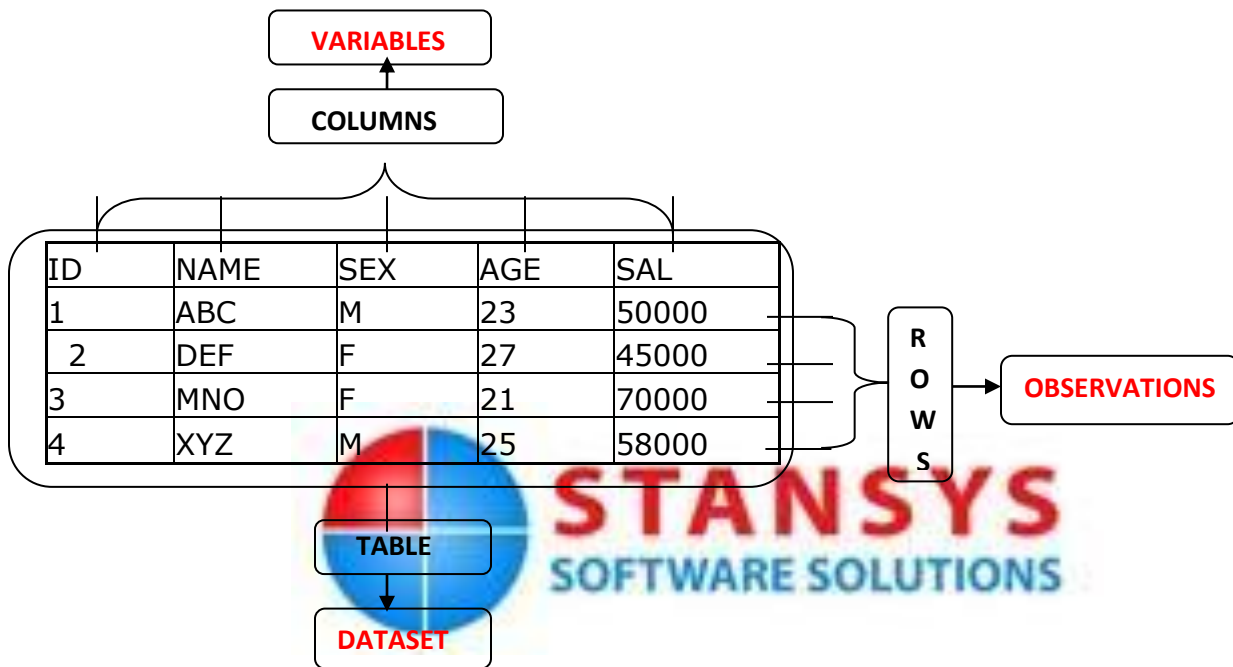 VARIABLES
COLUMNS
ID NAME SEX AGE SAL
1 ABC M 23 50000
2 DEF F 27 45000
3 MNO F 21 70000
4 XYZ M 25 58000
R
O
W
S
OBSERVATIONS
STANSYS
SOFTWARE SOLUTIONS
TABLE
DATASET